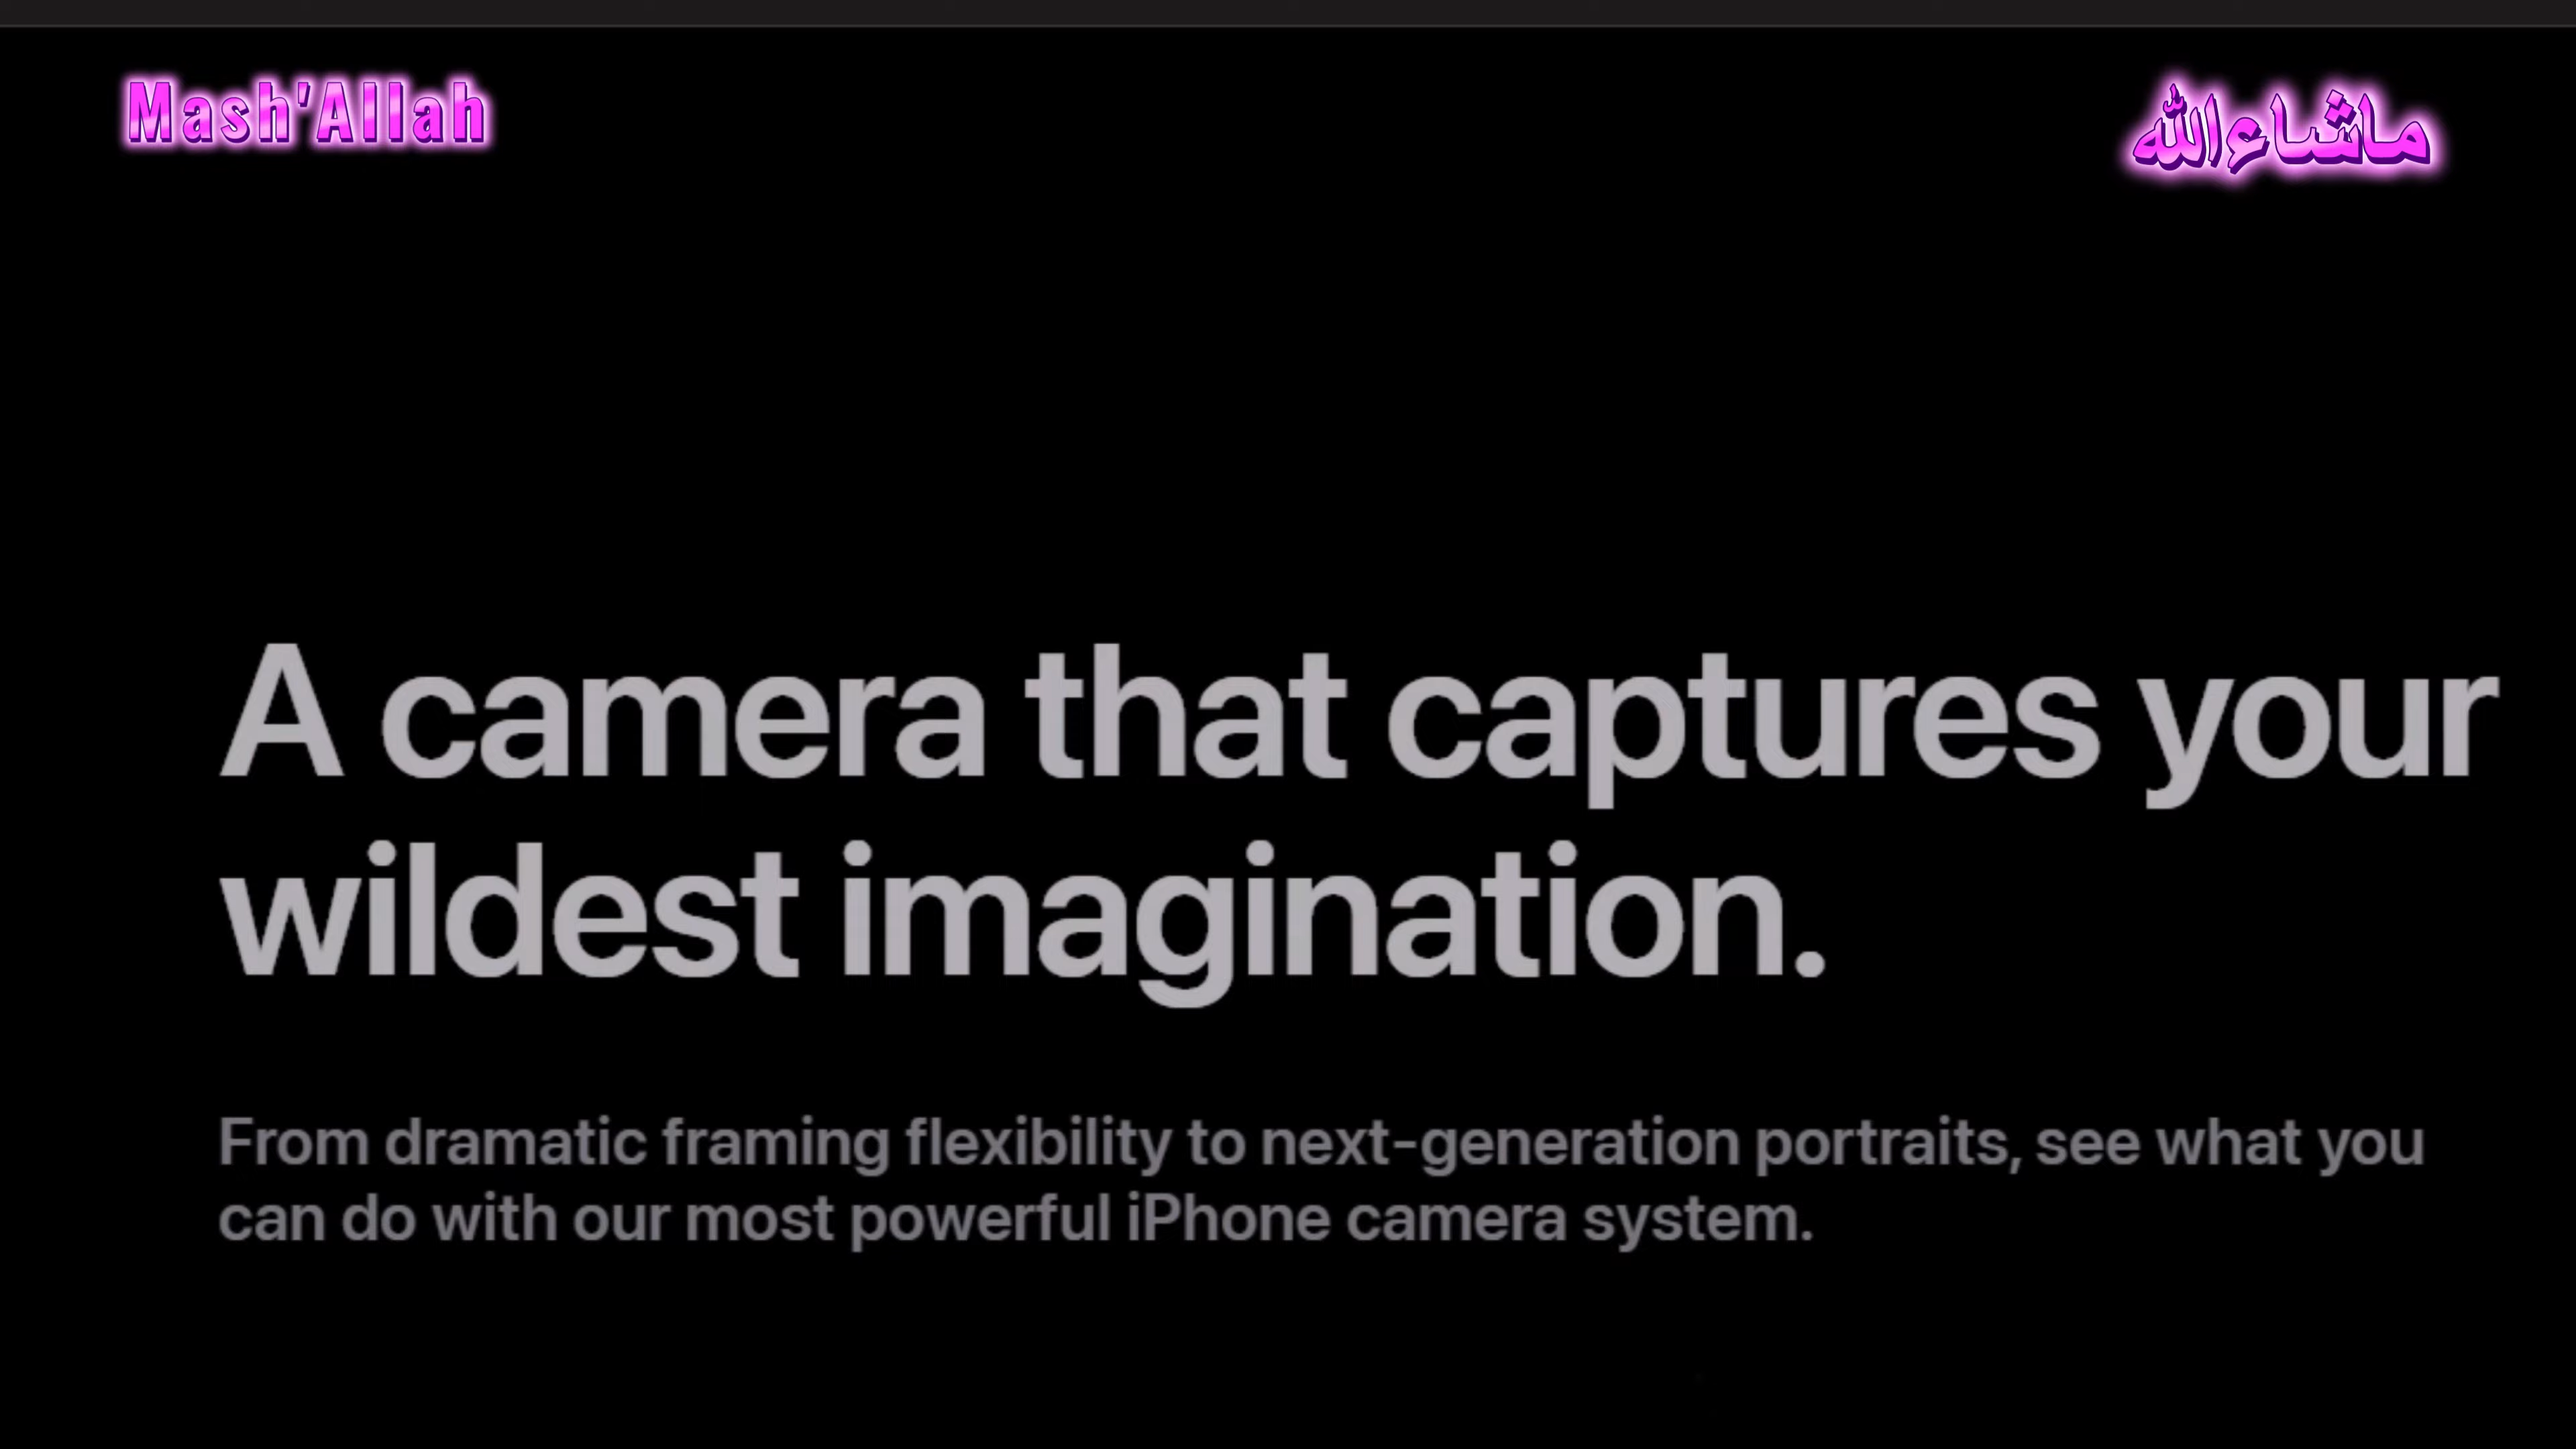 Mash'Allah
ماشاءالله
A camera that captures your
wildest imagination.
From dramatic framing flexibility to next-generation portraits, see what you
can do with our most powerful iPhone camera system.